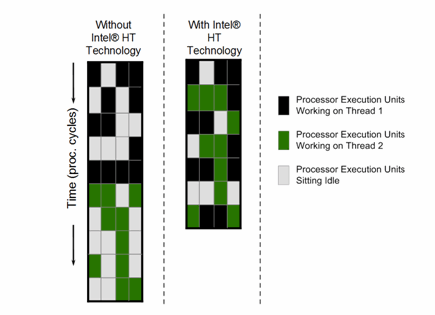 Without
Intel® HT
Technology
With Intel®
HT
Technology
Time (proc. cycles)
Processor Execution Units
Working on Thread 1
Processor Execution Units
Working on Thread 2
Processor Execution Units
Sitting Idle